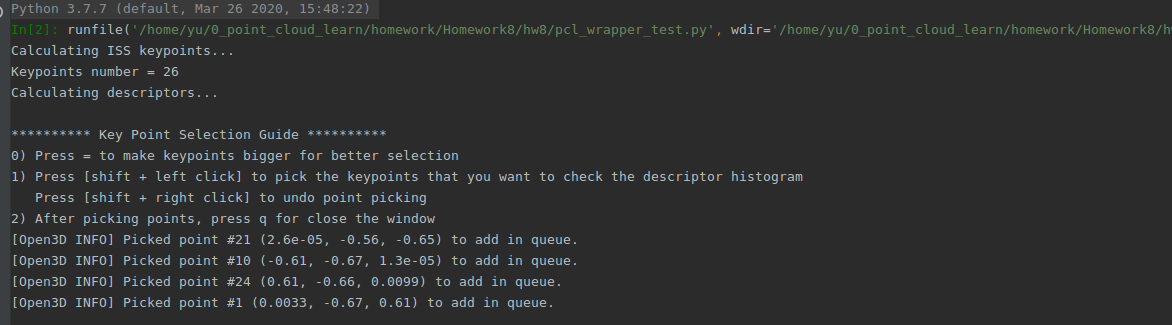 Python 3.7.7 (default, Mar 26 2020, 15:48:22)
In[2]: runfile('/home/yu/0_point_cloud_learn/homework/Homework8/hw8/pcl_wrapper_test.py', wdir='/home/yu/0_point_cloud_learn/homework/Homework8/h
Calculating ISS keypoints...
Keypoints number = 26
Calculating descriptors...
********** Key Point Selection Guide **********
0) Press = to make keypoints bigger for better selection
1) Press [shift + left click] to pick the keypoints that you want to check the descriptor histogram
Press [shift + right click] to undo point picking
2) After picking points, press q for close the window
[Open3D INFO] Picked point #21 (2.6e-05, -0.56, -0.65) to add in queue.
[Open3D INFO] Picked point #10 (-0.61, -0.67, 1.3e-05) to add in queue.
[Open3D INFO] Picked point #24 (0.61, -0.66, 0.0099) to add in queue.
[Open3D INFO] Picked point #1 (0.0033, -0.67, 0.61) to add in queue.